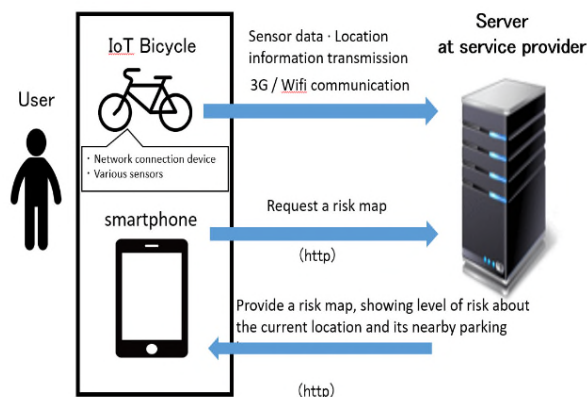 IoT Bicycle
User
・Network connection device
・Various sensors
smartphone
Sensor data・Location
information transmission
3G / Wifi communication
Server
at service provider
Request a risk map
(http)
Provide a risk map, showing level of risk about
the current location and its nearby parking
(http)